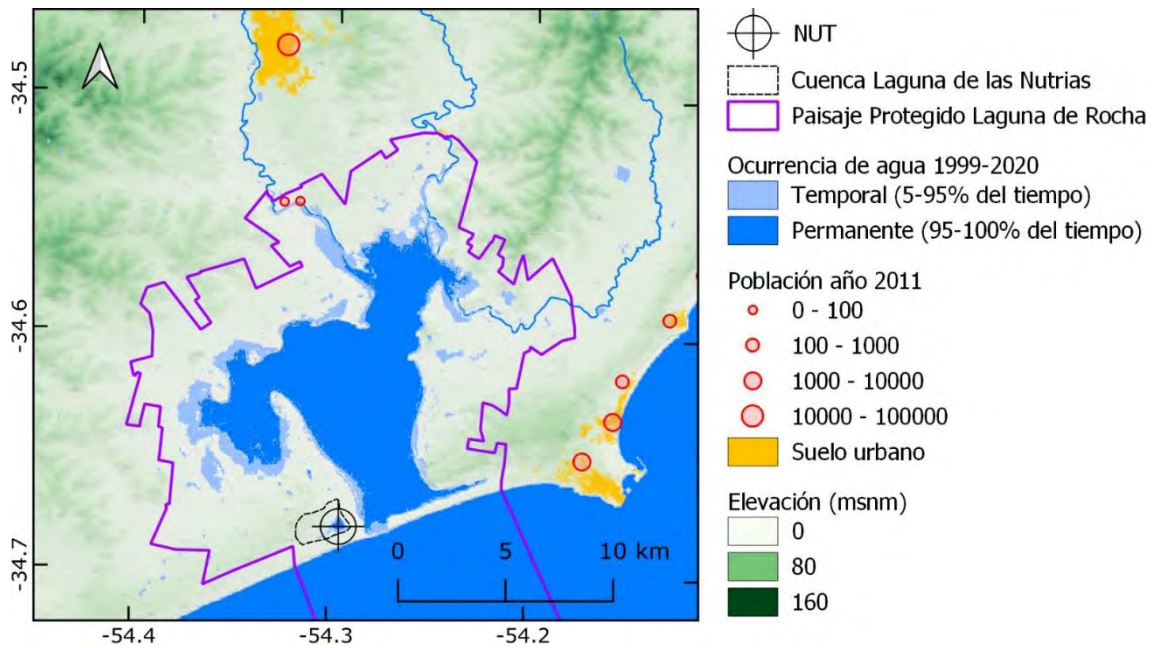 -34.5
-34.6
-34.7
-54.4
-54.3
-54.2
0 5 10 km
NUT
Cuenca Laguna de las Nutrias
Paisaje Protegido Laguna de Rocha
Ocurrencia de agua 1999-2020
Temporal (5-95% del tiempo)
Permanente (95-100% del tiempo)
Población año 2011
0 - 100
100 - 1000
1000 - 10000
10000 - 100000
Suelo urbano
Elevación (msnm)
0
80
160